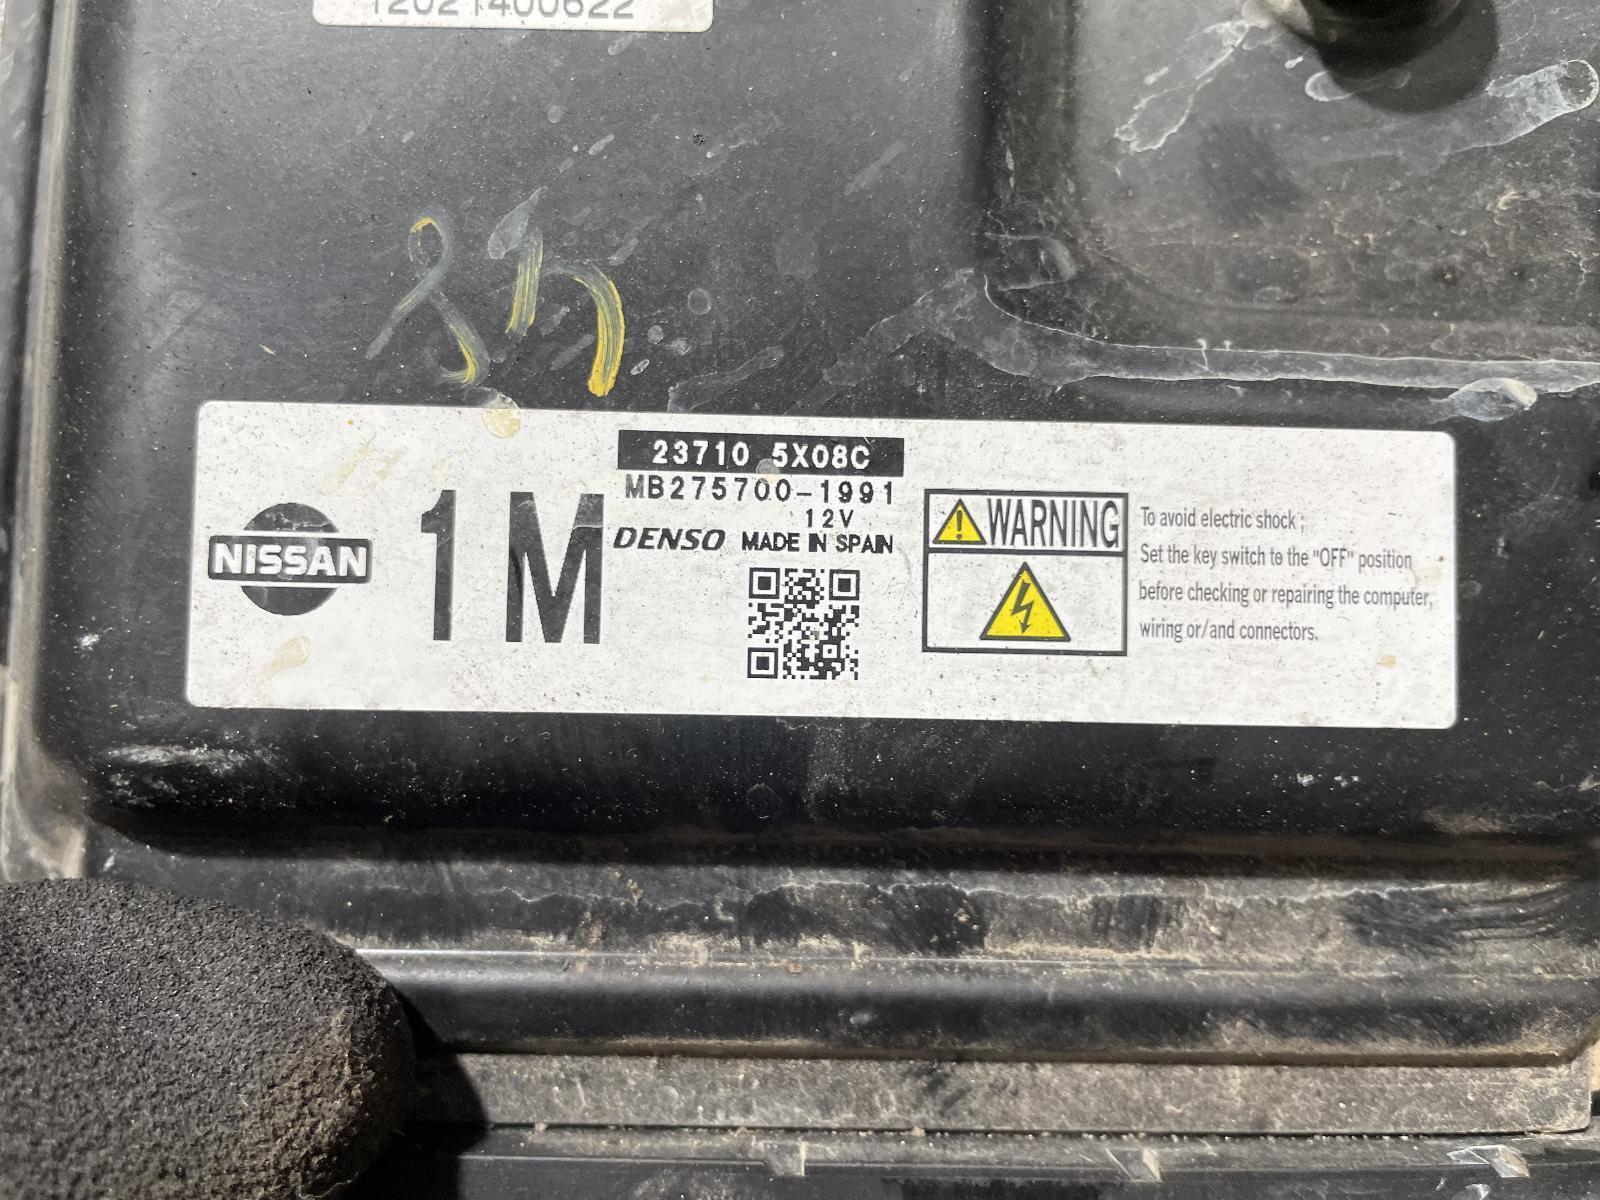 12021400622
23710 5X08C
MB275700-1991
12V
DENSO MADE IN SPAIN
NISSAN
1M
WARNING
To avoid electric shock ;
Set the key switch to the "OFF" position
before checking or repairing the computer,
wiring or/and connectors.